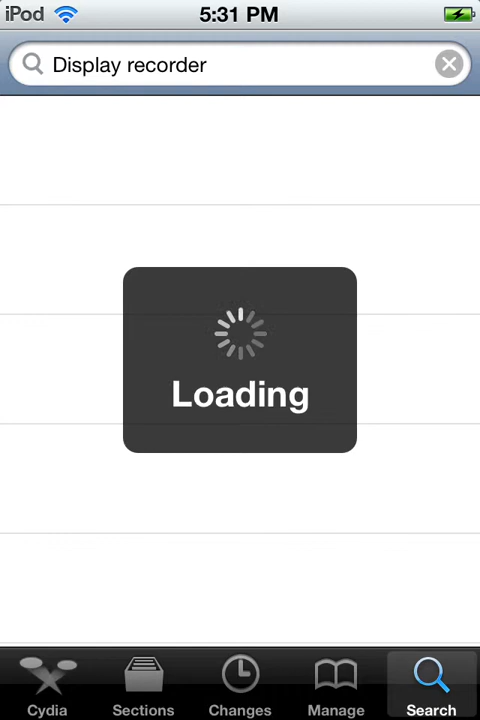 iPod 5:31 PM
Display recorder
Loading
Cydia Sections Changes Manage Search